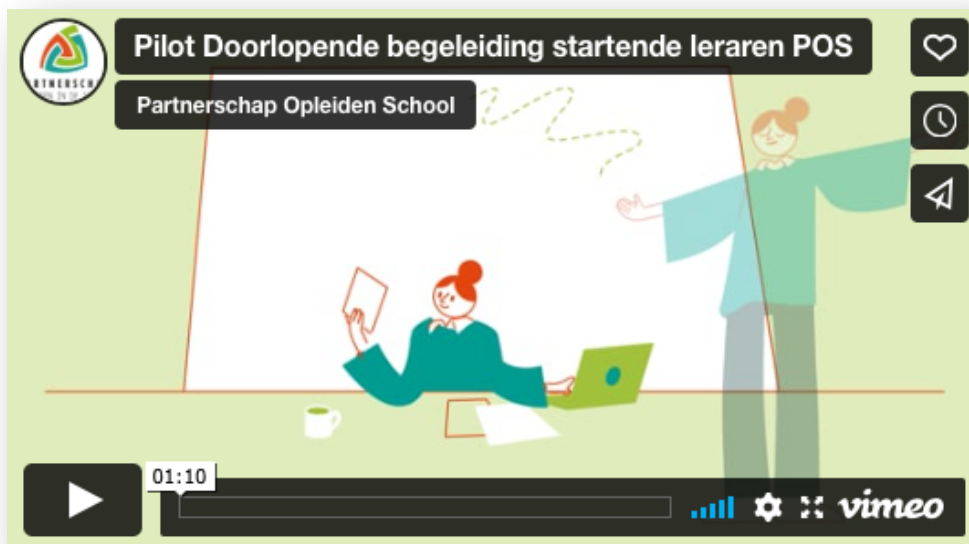 Pilot Doorlopende begeleiding startende leraren POS
Partnerschap Opleiden School
01:10
vimeo